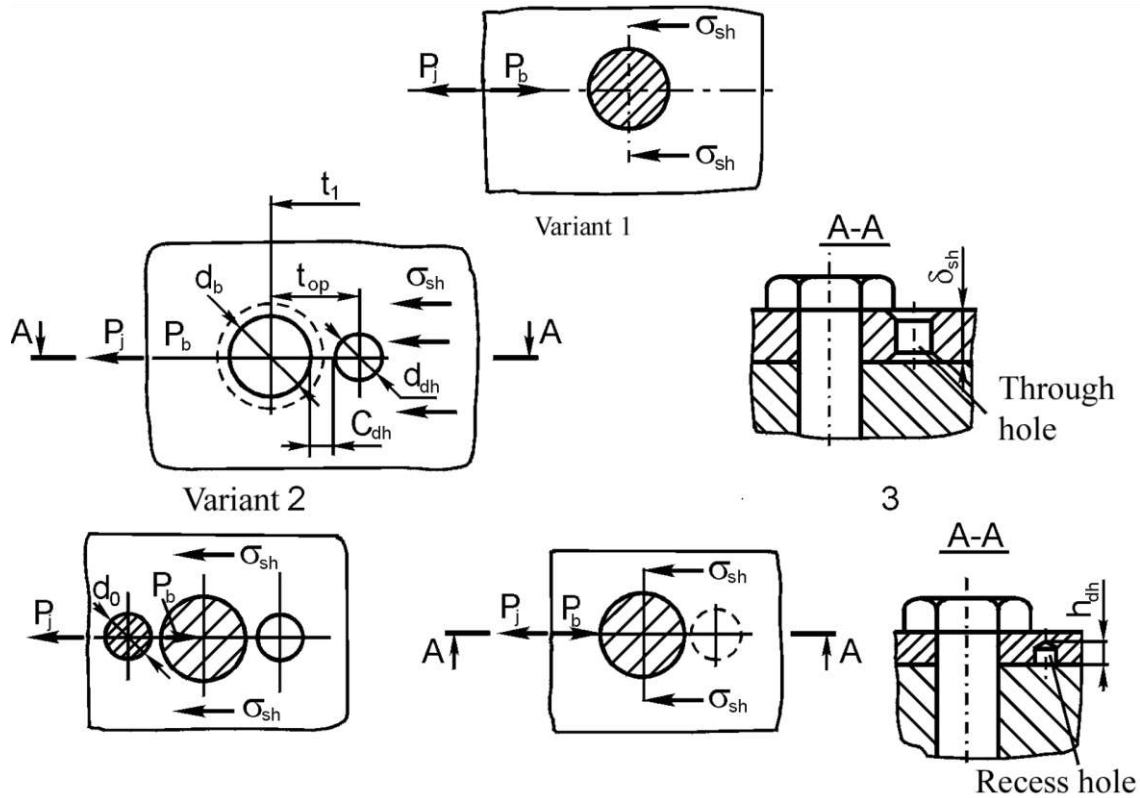 σsh
Pj Pb
σsh
Variant 1
t1
A-A
top
db
σsh
δsh
A
Pj
Pb
A
ddh
Cdh
Through
hole
Variant 2
3
σsh
d0
Pb
Pj
σsh
σsh
Pj
Pb
A
A
σsh
A-A
hdh
Recess hole